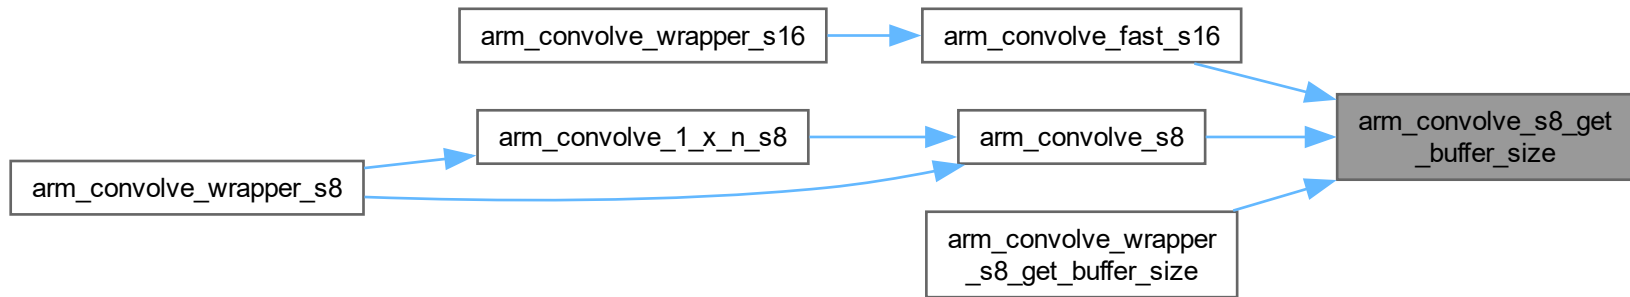 arm_convolve_wrapper_s16
arm_convolve_fast_s16
arm_convolve_s8_get
_buffer_size
arm_convolve_1_x_n_s8
arm_convolve_s8
arm_convolve_wrapper_s8
arm_convolve_wrapper
_s8_get_buffer_size